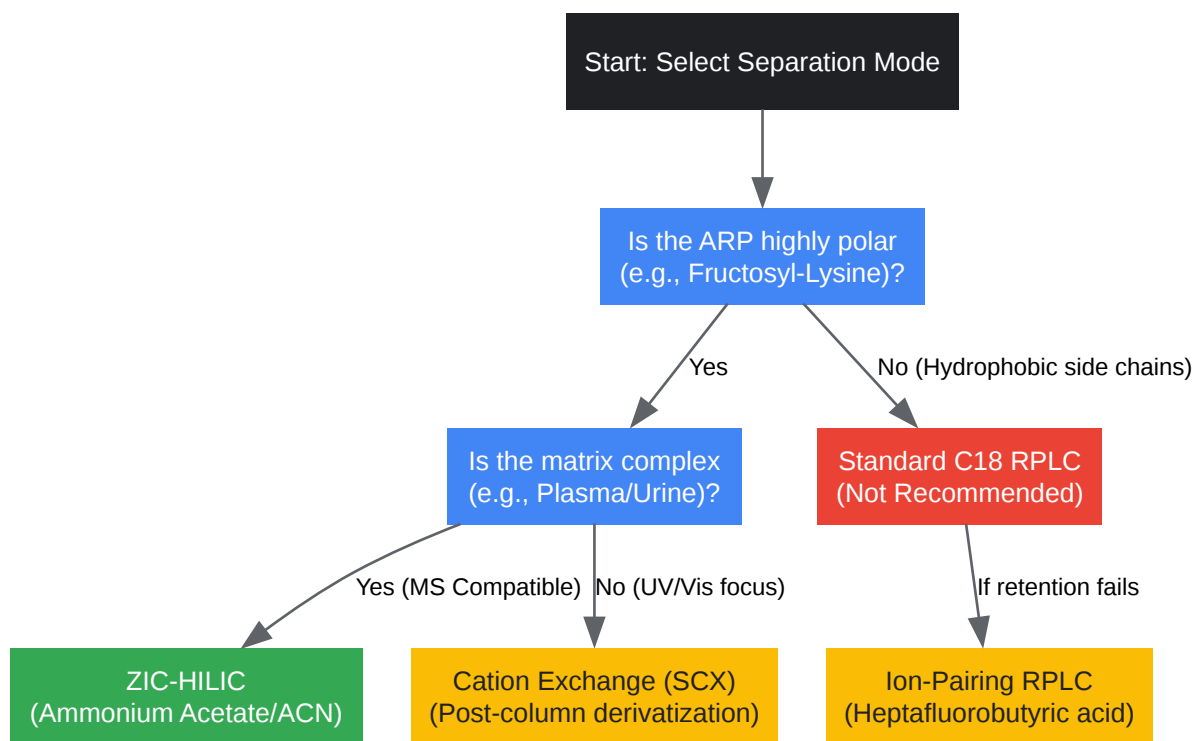 Start: Select Separation Mode
Is the ARP highly polar
(e.g., Fructosyl-Lysine)?
Yes
No (Hydrophobic side chains)
Is the matrix complex
(e.g., Plasma/Urine)?
Standard C18 RPLC
(Not Recommended)
Yes (MS Compatible)
No (UV/Vis focus)
If retention fails
ZIC-HILIC
(Ammonium Acetate/ACN)
Cation Exchange (SCX)
(Post-column derivatization)
Ion-Pairing RPLC
(Heptafluorobutyric acid)